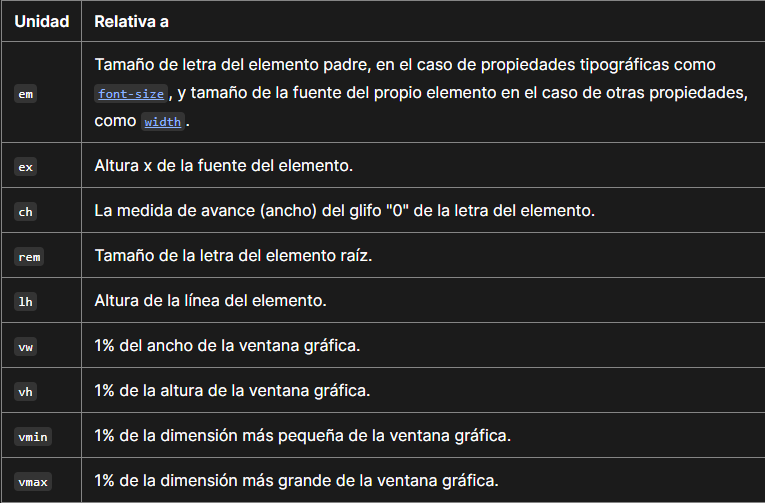 Unidad Relativa a
Tamaño de letra del elemento padre, en el caso de propiedades tipográficas como
em font-size, y tamaño de la fuente del propio elemento en el caso de otras propiedades,
como width.
ex Altura x de la fuente del elemento.
ch La medida de avance (ancho) del glifo "0" de la letra del elemento.
rem Tamaño de la letra del elemento raíz.
lh Altura de la línea del elemento.
vw 1% del ancho de la ventana gráfica.
vh 1% de la altura de la ventana gráfica.
vmin 1% de la dimensión más pequeña de la ventana gráfica.
vmax 1% de la dimensión más grande de la ventana gráfica.